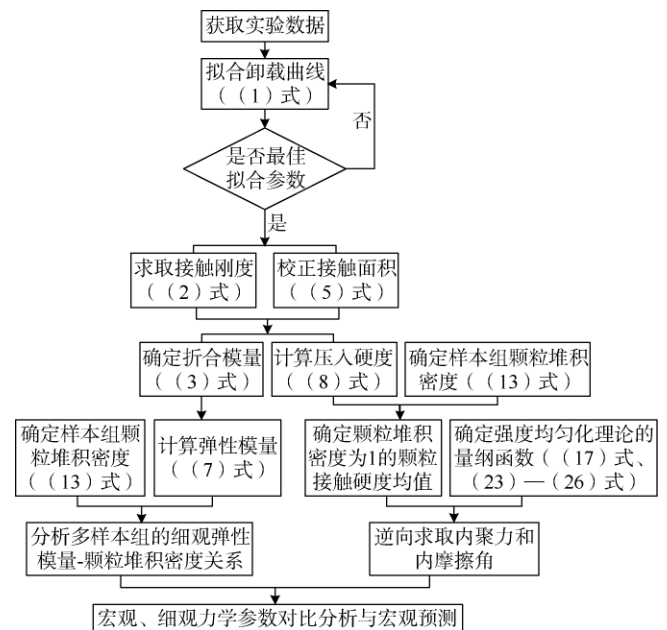 获取实验数据
拟合卸载曲线
（（1）式）
否
是否最佳
拟合参数
是
求取接触刚度
（（2）式）
校正接触面积
（（5）式）
确定折合模量
（（3）式）
计算压入硬度
（（8）式）
确定样本组颗粒堆积
密度（（13）式）
确定样本组颗
粒堆积密度
（（13）式）
计算弹性模量
（（7）式）
确定颗粒堆积
密度为1的颗粒
接触硬度均值
确定强度均匀化理论的
量纲函数（（17）式、
（23）—（26）式）
分析多样本组的细观弹性
模量-颗粒堆积密度关系
逆向求取内聚力和
内摩擦角
宏观、细观力学参数对比分析与宏观预测